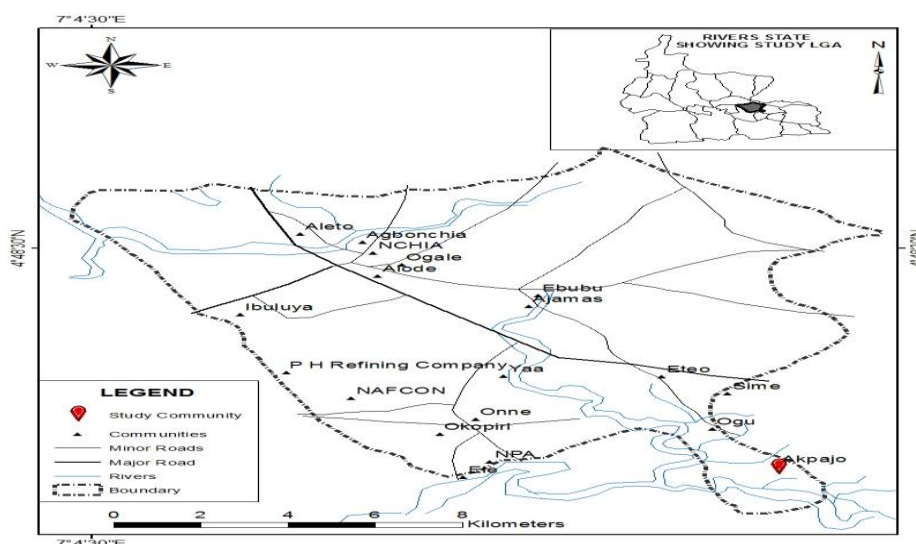 7°4'30"E
RIVERS STATE
SHOWING STUDY LGA
N
N
W
E
S
Aleto
Agbonchia
NCHIA
Ogale
Alode
4°48'30"N
Ebubu
Ajamas
Ibuluya
P H Refining Company
Yaa
Eteo
Sime
NAFCON
Onne
Okopiri
Ogu
NPA
Ele
Akpajo
LEGEND
Study Community
Communities
Minor Roads
Major Road
Rivers
Boundary
0 2 4 6 8
Kilometers
7°4'30"E